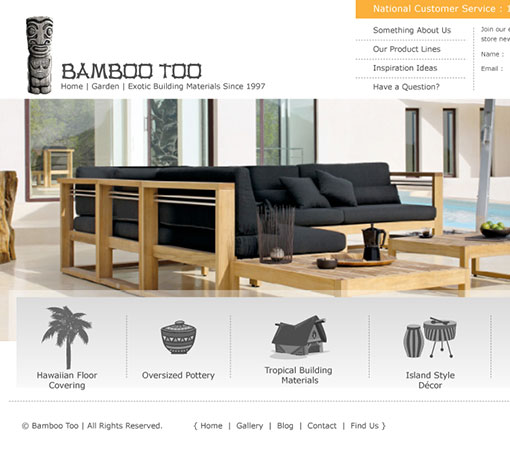 National Customer Service :
Something About Us
Our Product Lines
Inspiration Ideas
Have a Question?
Join our
store new
Name :
Email :
BAMBOO TOO
Home | Garden | Exotic Building Materials Since 1997
Hawaiian Floor
Covering
Oversized Pottery
Tropical Building
Materials
Island Style
Décor
© Bamboo Too | All Rights Reserved.
{ Home | Gallery | Blog | Contact | Find Us }